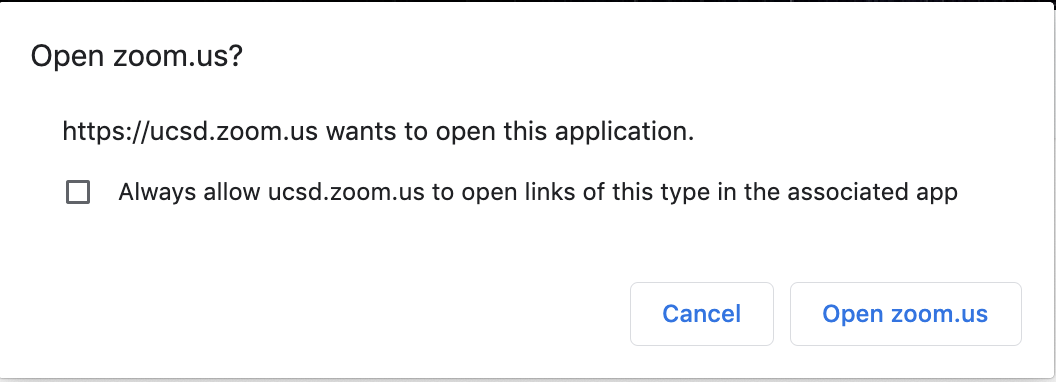 Open zoom.us?
https://ucsd.zoom.us wants to open this application.
Always allow ucsd.zoom.us to open links of this type in the associated app
Cancel
Open zoom.us